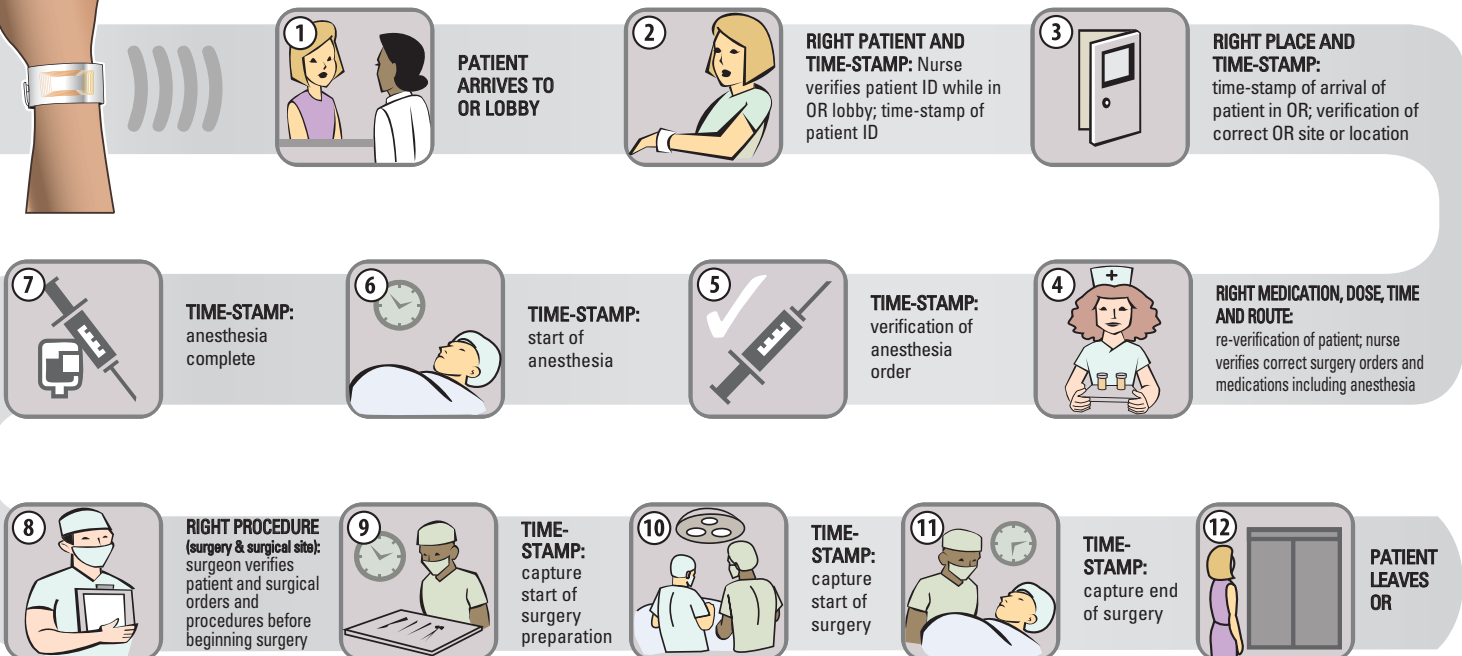 1
PATIENT
ARRIVES TO
OR LOBBY
2
RIGHT PATIENT AND
TIME-STAMP: Nurse
verifies patient ID while in
OR lobby; time-stamp of
patient ID
3
RIGHT PLACE AND
TIME-STAMP:
time-stamp of arrival of
patient in OR; verification of
correct OR site or location
4
RIGHT MEDICATION, DOSE, TIME
AND ROUTE:
re-verification of patient; nurse
verifies correct surgery orders and
medications including anesthesia
5
TIME-STAMP:
verification of
anesthesia
order
6
TIME-STAMP:
start of
anesthesia
7
TIME-STAMP:
anesthesia
complete
8
RIGHT PROCEDURE
(surgery & surgical site):
surgeon verifies
patient and surgical
orders and
procedures before
beginning surgery
9
TIME-
STAMP:
capture
start of
surgery
preparation
10
TIME-
STAMP:
capture
start of
surgery
11
TIME-
STAMP:
capture end
of surgery
12
PATIENT
LEAVES
OR